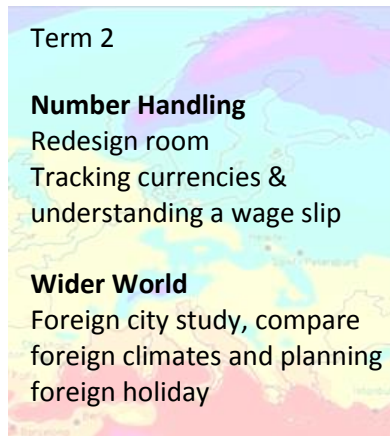 Term 2
Number Handling
Redesign room
Tracking currencies &
understanding a wage slip
Wider World
Foreign city study, compare
foreign climates and planning
foreign holiday